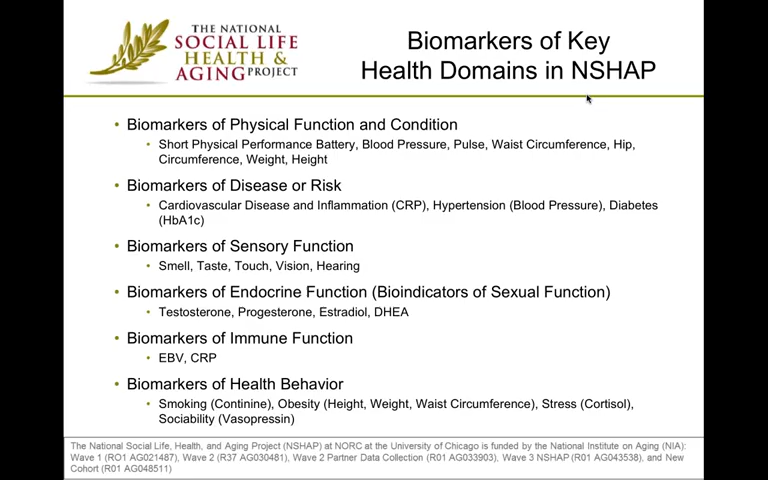 THE NATIONAL
SOCIAL LIFE
HEALTH &
AGING PROJECT
Biomarkers of Key
Health Domains in NSHAP
• Biomarkers of Physical Function and Condition
• Short Physical Performance Battery, Blood Pressure, Pulse, Waist Circumference, Hip,
Circumference, Weight, Height
• Biomarkers of Disease or Risk
• Cardiovascular Disease and Inflammation (CRP), Hypertension (Blood Pressure), Diabetes
(HbA1c)
• Biomarkers of Sensory Function
• Smell, Taste, Touch, Vision, Hearing
• Biomarkers of Endocrine Function (Bioindicators of Sexual Function)
• Testosterone, Progesterone, Estradiol, DHEA
• Biomarkers of Immune Function
• EBV, CRP
• Biomarkers of Health Behavior
• Smoking (Continine), Obesity (Height, Weight, Waist Circumference), Stress (Cortisol),
Sociability (Vasopressin)
The National Social Life, Health, and Aging Project (NSHAP) at NORC at the University of Chicago is funded by the National Institute on Aging (NIA):
Wave 1 (RO1 AG021487), Wave 2 (R37 AG030481), Wave 2 Partner Data Collection (R01 AG033903), Wave 3 NSHAP (R01 AG043538), and New
Cohort (R01 AG048511)